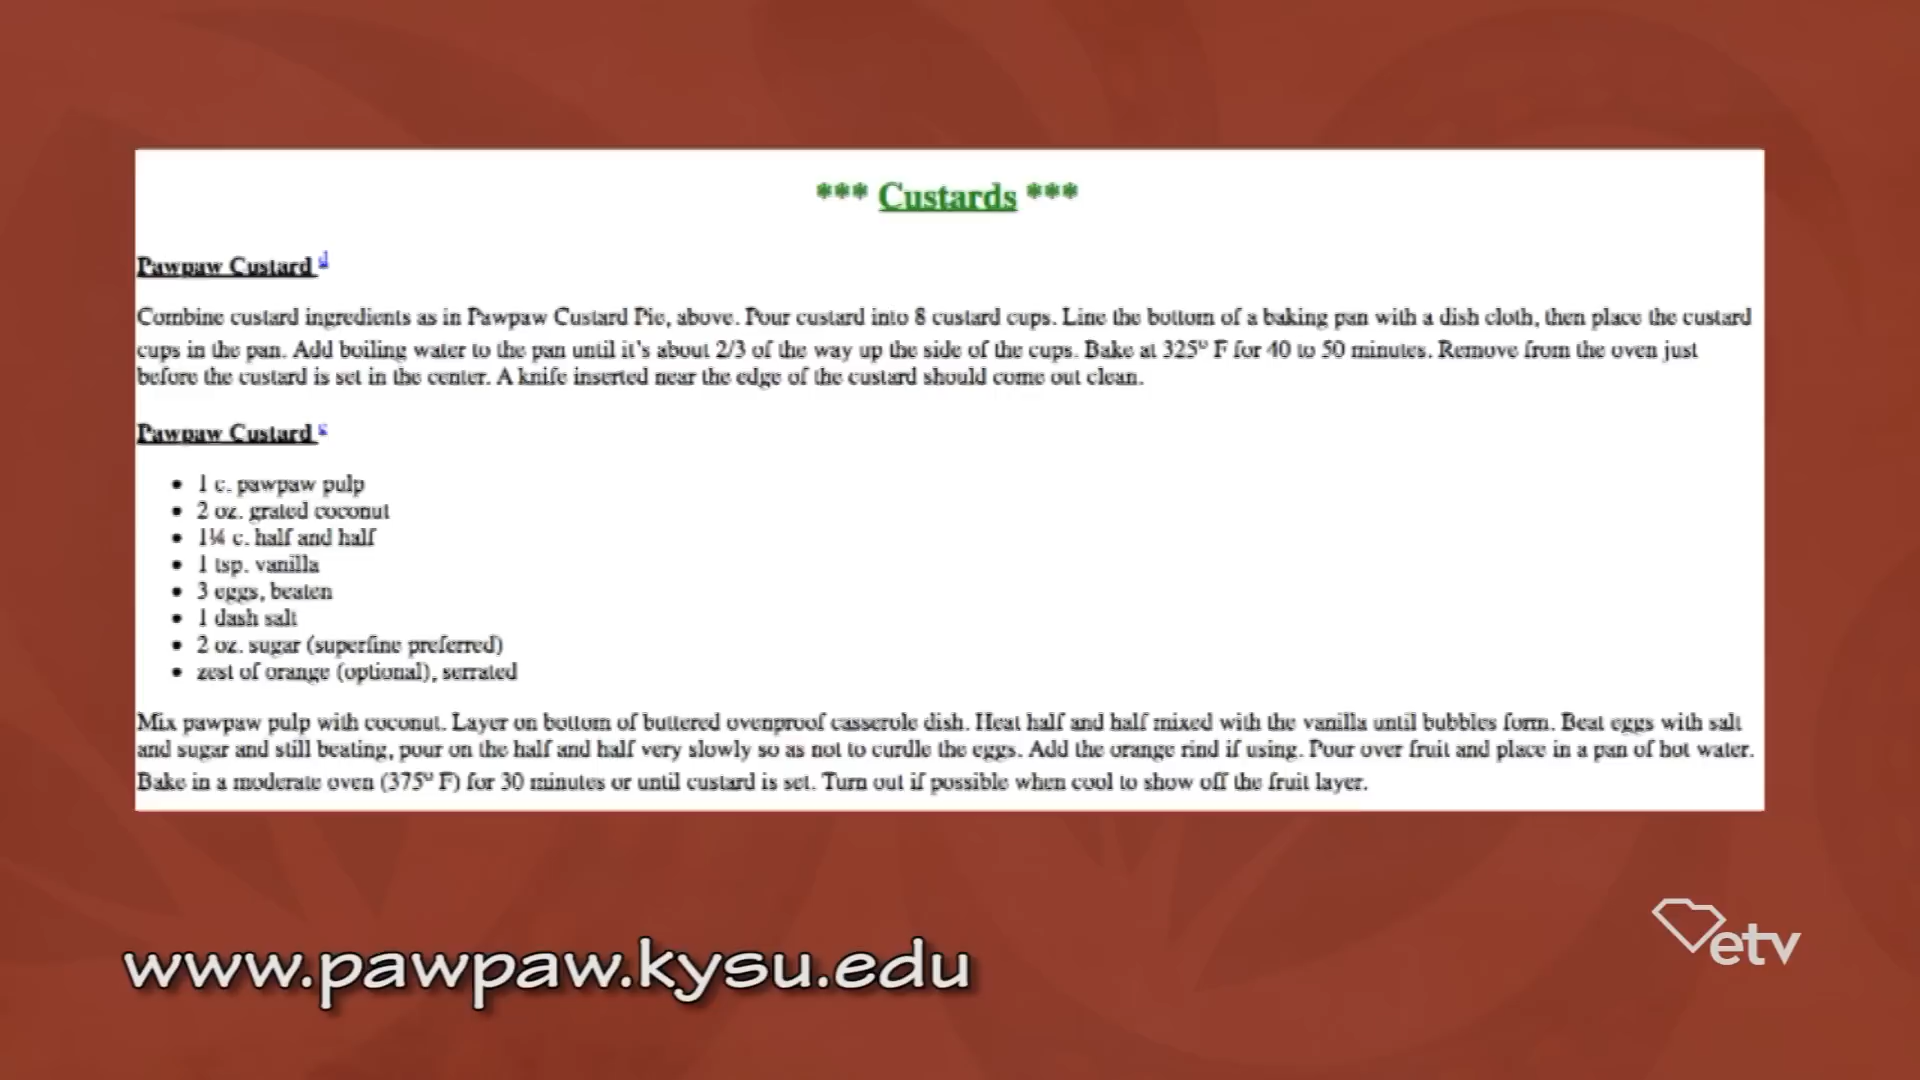 *** Custards ***
Pawpaw Custard d
Combine custard ingredients as in Pawpaw Custard Pie, above. Pour custard into 8 custard cups. Line the bottom of a baking pan with a dish cloth, then place the custard
cups in the pan. Add boiling water to the pan until it's about 2/3 of the way up the side of the cups. Bake at 325º F for 40 to 50 minutes. Remove from the oven just
before the custard is set in the center. A knife inserted near the edge of the custard should come out clean.
Pawpaw Custard c
• 1 c. pawpaw pulp
• 2 oz. grated coconut
• 1¼ c. half and half
• 1 tsp. vanilla
• 3 eggs, beaten
• 1 dash salt
• 2 oz. sugar (superfine preferred)
• zest of orange (optional), serrated
Mix pawpaw pulp with coconut. Layer on bottom of buttered ovenproof casserole dish. Heat half and half mixed with the vanilla until bubbles form. Beat eggs with salt
and sugar and still beating, pour on the half and half very slowly so as not to curdle the eggs. Add the orange rind if using. Pour over fruit and place in a pan of hot water.
Bake in a moderate oven (375º F) for 30 minutes or until custard is set. Turn out if possible when cool to show off the fruit layer.
www.pawpaw.kysu.edu
etv